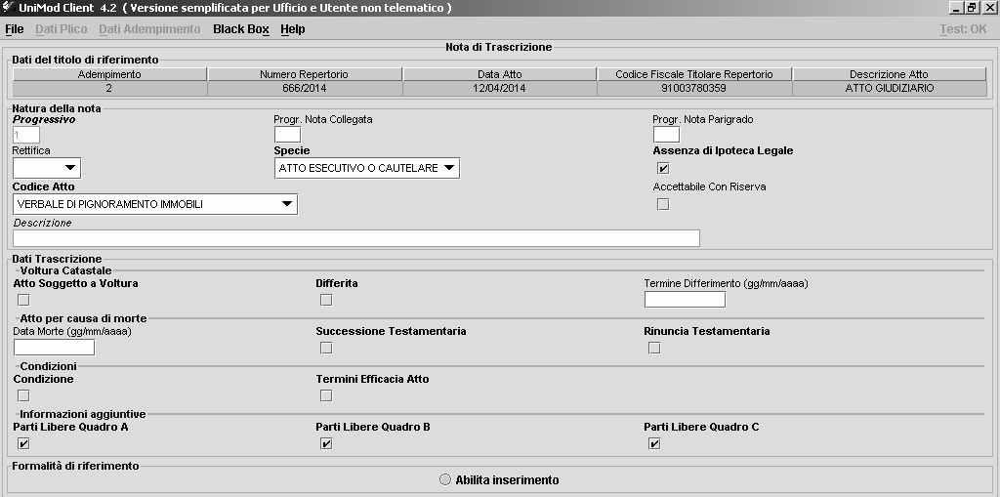 UniMod Client 4.2 ( Versione semplificata per Ufficio e Utente non telematico )
File Dati Plico Dati Adempimento Black Box Help Test: OK
Nota di Trascrizione
Dati del titolo di riferimento
Adempimento Numero Repertorio Data Atto Codice Fiscale Titolare Repertorio Descrizione Atto
2 666/2014 12/04/2014 91003780359 ATTO GIUDIZIARIO
Natura della nota
Progressivo Progr. Nota Collegata Progr. Nota Parigrado
1
Rettifica Specie Assenza di Ipoteca Legale
ATTO ESECUTIVO O CAUTELARE
Codice Atto Accettabile Con Riserva
VERBALE DI PIGNORAMENTO IMMOBILI
Descrizione
Dati Trascrizione
Voltura Catastale
Atto Soggetto a Voltura Differita Termine Differimento (gg/mm/aaaa)
Atto per causa di morte
Data Morte (gg/mm/aaaa) Successione Testamentaria Rinuncia Testamentaria
Condizioni
Condizione Termini Efficacia Atto
Informazioni aggiuntive
Parti Libere Quadro A Parti Libere Quadro B Parti Libere Quadro C
Formalità di riferimento
Abilita inserimento